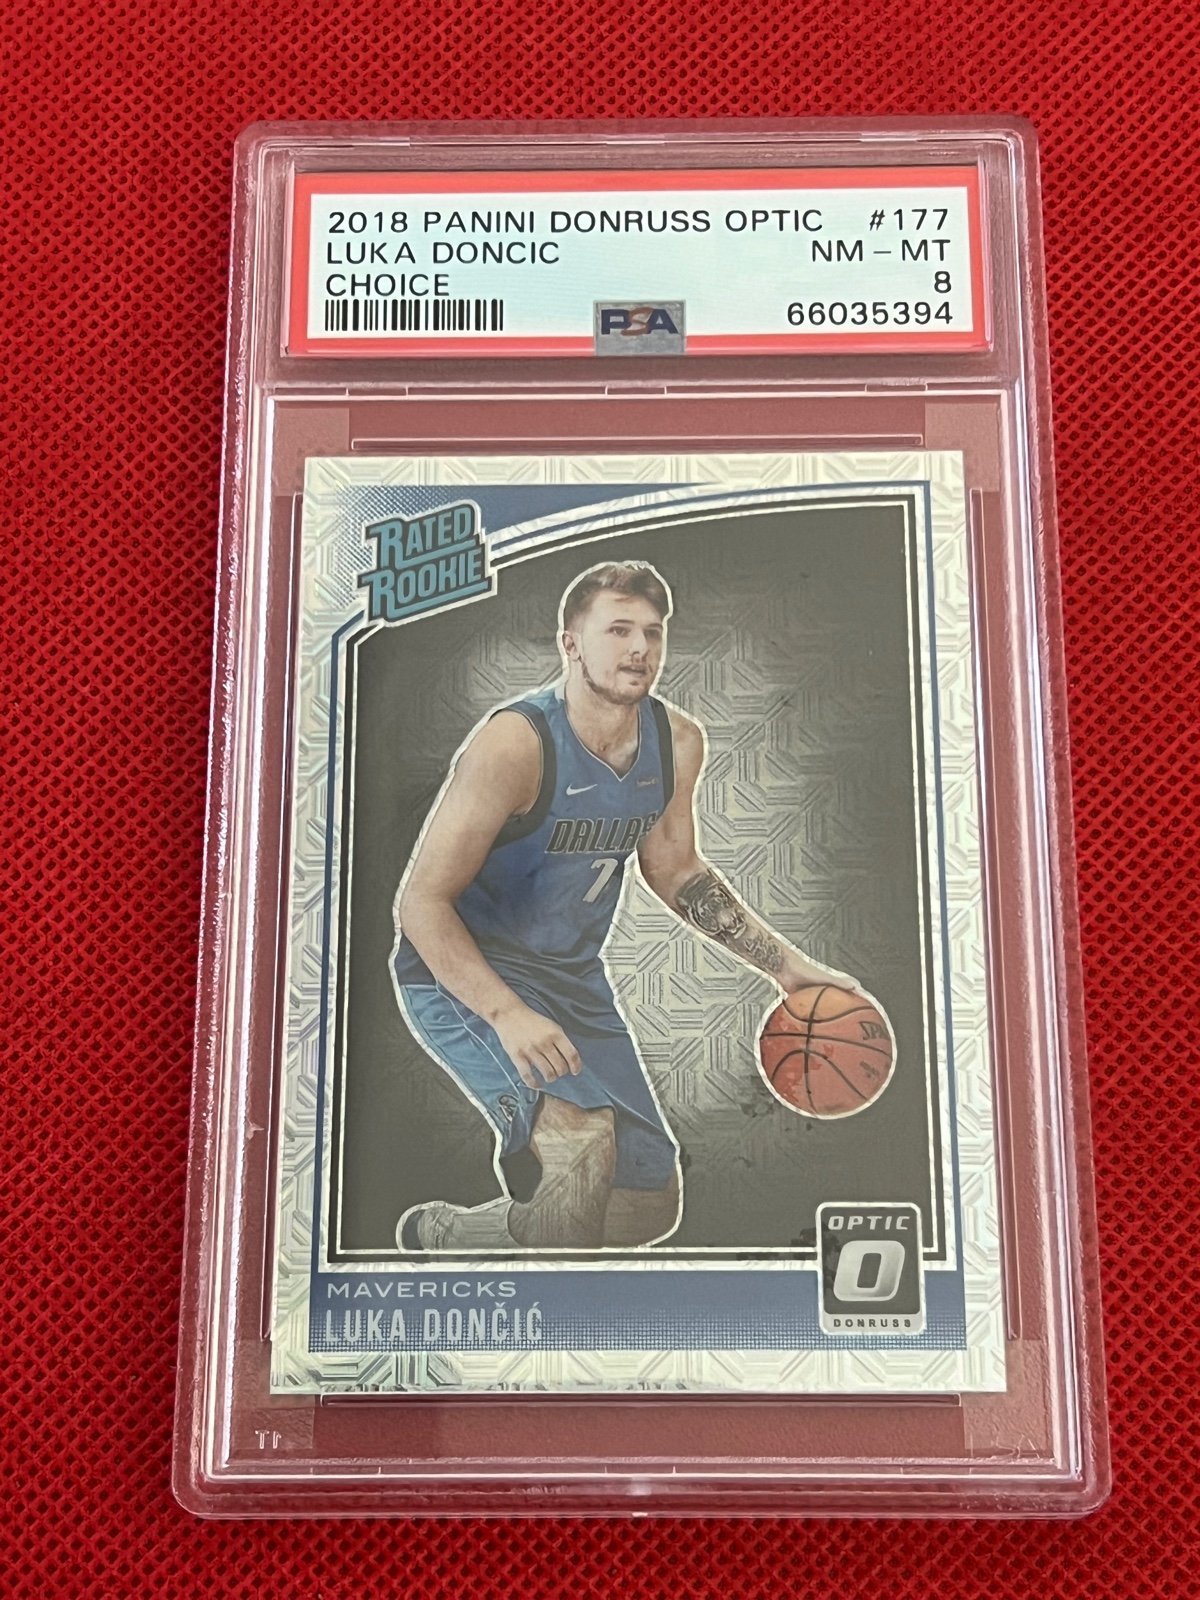 2018 PANINI DONRUSS OPTIC #177
LUKA DONCIC NM - MT
CHOICE 8
66035394
PSA
RATED
ROOKIE
DALLAS
7
OPTIC
O
DONRUSS
MAVERICKS
LUKA DONČIĆ